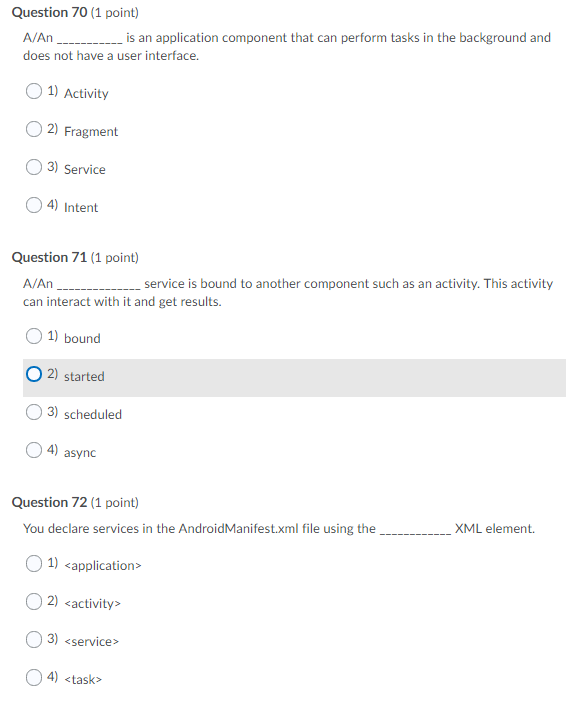 Question 70 (1 point)
A/An ___________ is an application component that can perform tasks in the background and
does not have a user interface.
1) Activity
2) Fragment
3) Service
4) Intent
Question 71 (1 point)
A/An ______________ service is bound to another component such as an activity. This activity
can interact with it and get results.
1) bound
2) started
3) scheduled
4) async
Question 72 (1 point)
You declare services in the AndroidManifest.xml file using the ____________ XML element.
1) <application>
2) <activity>
3) <service>
4) <task>